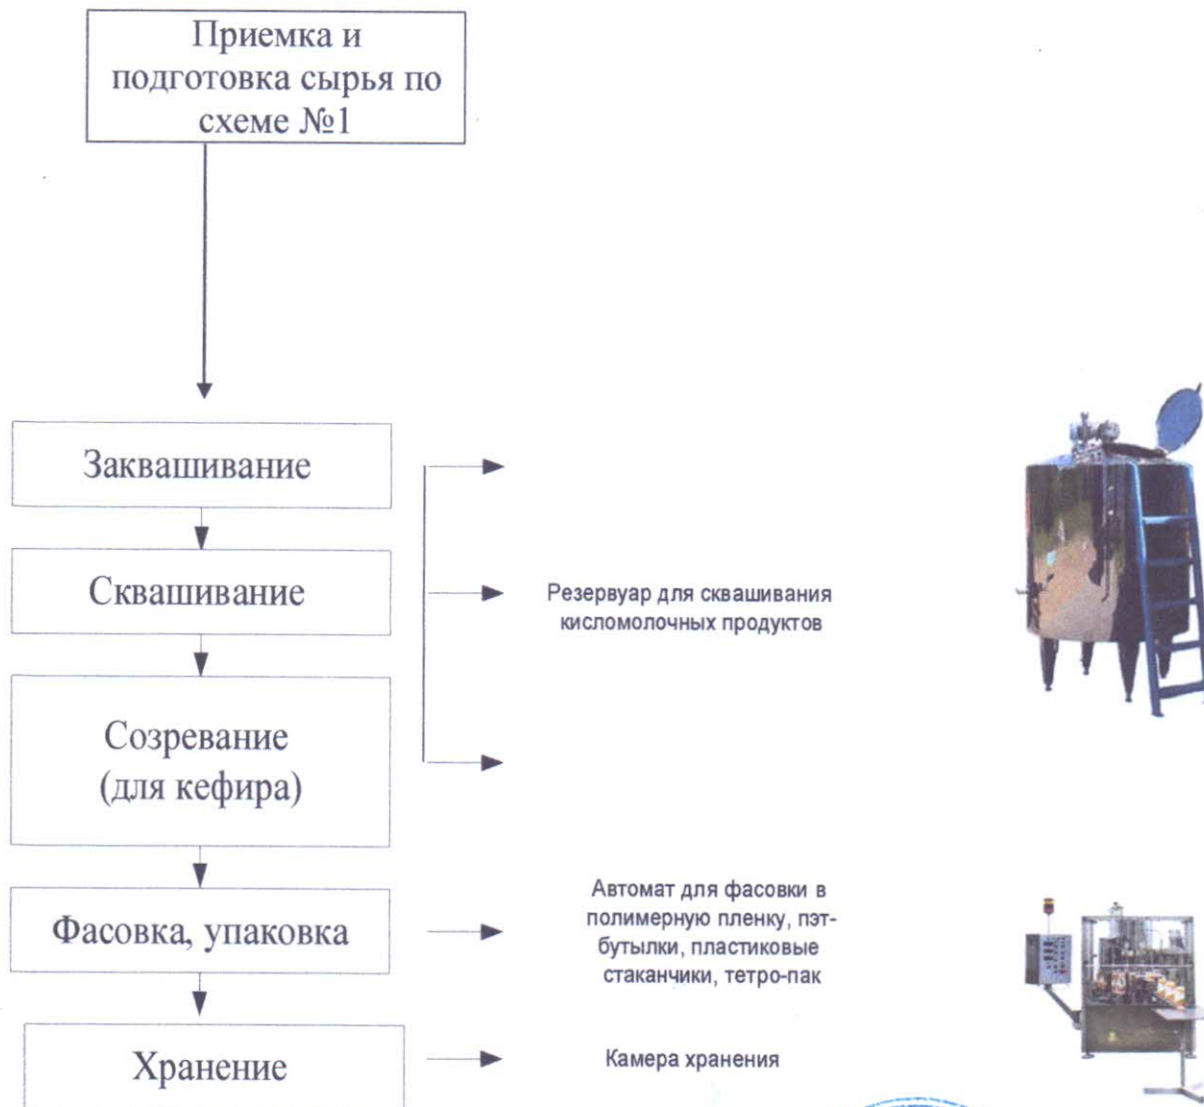 Приемка и
подготовка сырья по
схеме №1
Заквашивание
Сквашивание
Резервуар для сквашивания
кисломолочных продуктов
Созревание
(для кефира)
Фасовка, упаковка
Автомат для фасовки в
полимерную пленку, пэт-
бутылки, пластиковые
стаканчики, тетро-пак
Хранение
Камера хранения